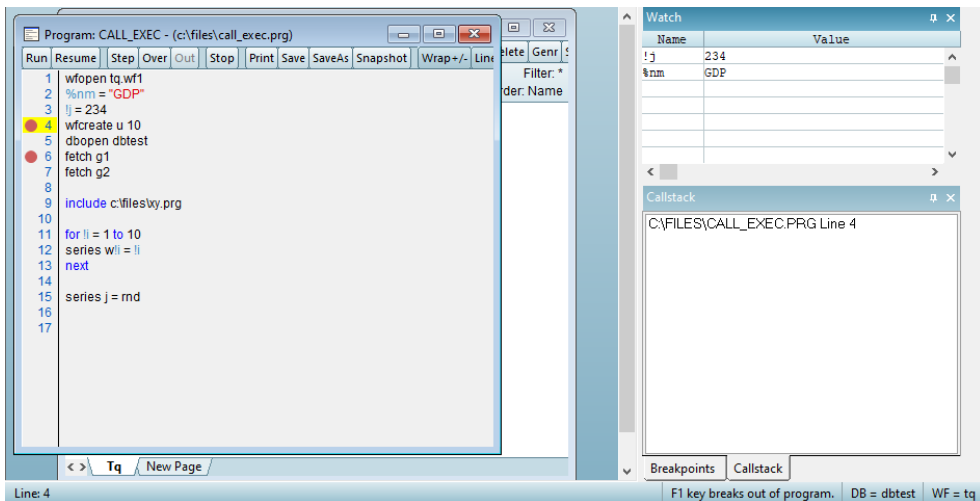 Program: CALL_EXEC - (c:\files\call_exec.prg)
Run Resume Step Over Out Stop Print Save SaveAs Snapshot Wrap+/- Line
1 wfopen tq.wf1
2 %nm = "GDP"
3 !j = 234
4 wfcreate u 10
5 dbopen dbtest
6 fetch g1
7 fetch g2
8
9 include c:\files\xy.prg
10
11 for !i = 1 to 10
12 series w!i = !i
13 next
14
15 series j = rnd
16
17
Genr
Filter: *
Name
Tq New Page
Watch
Name Value
!j 234
%nm GDP
Callstack
C:\FILES\CALL_EXEC.PRG Line 4
Breakpoints Callstack
Line: 4
F1 key breaks out of program. DB = dbtest WF = tq